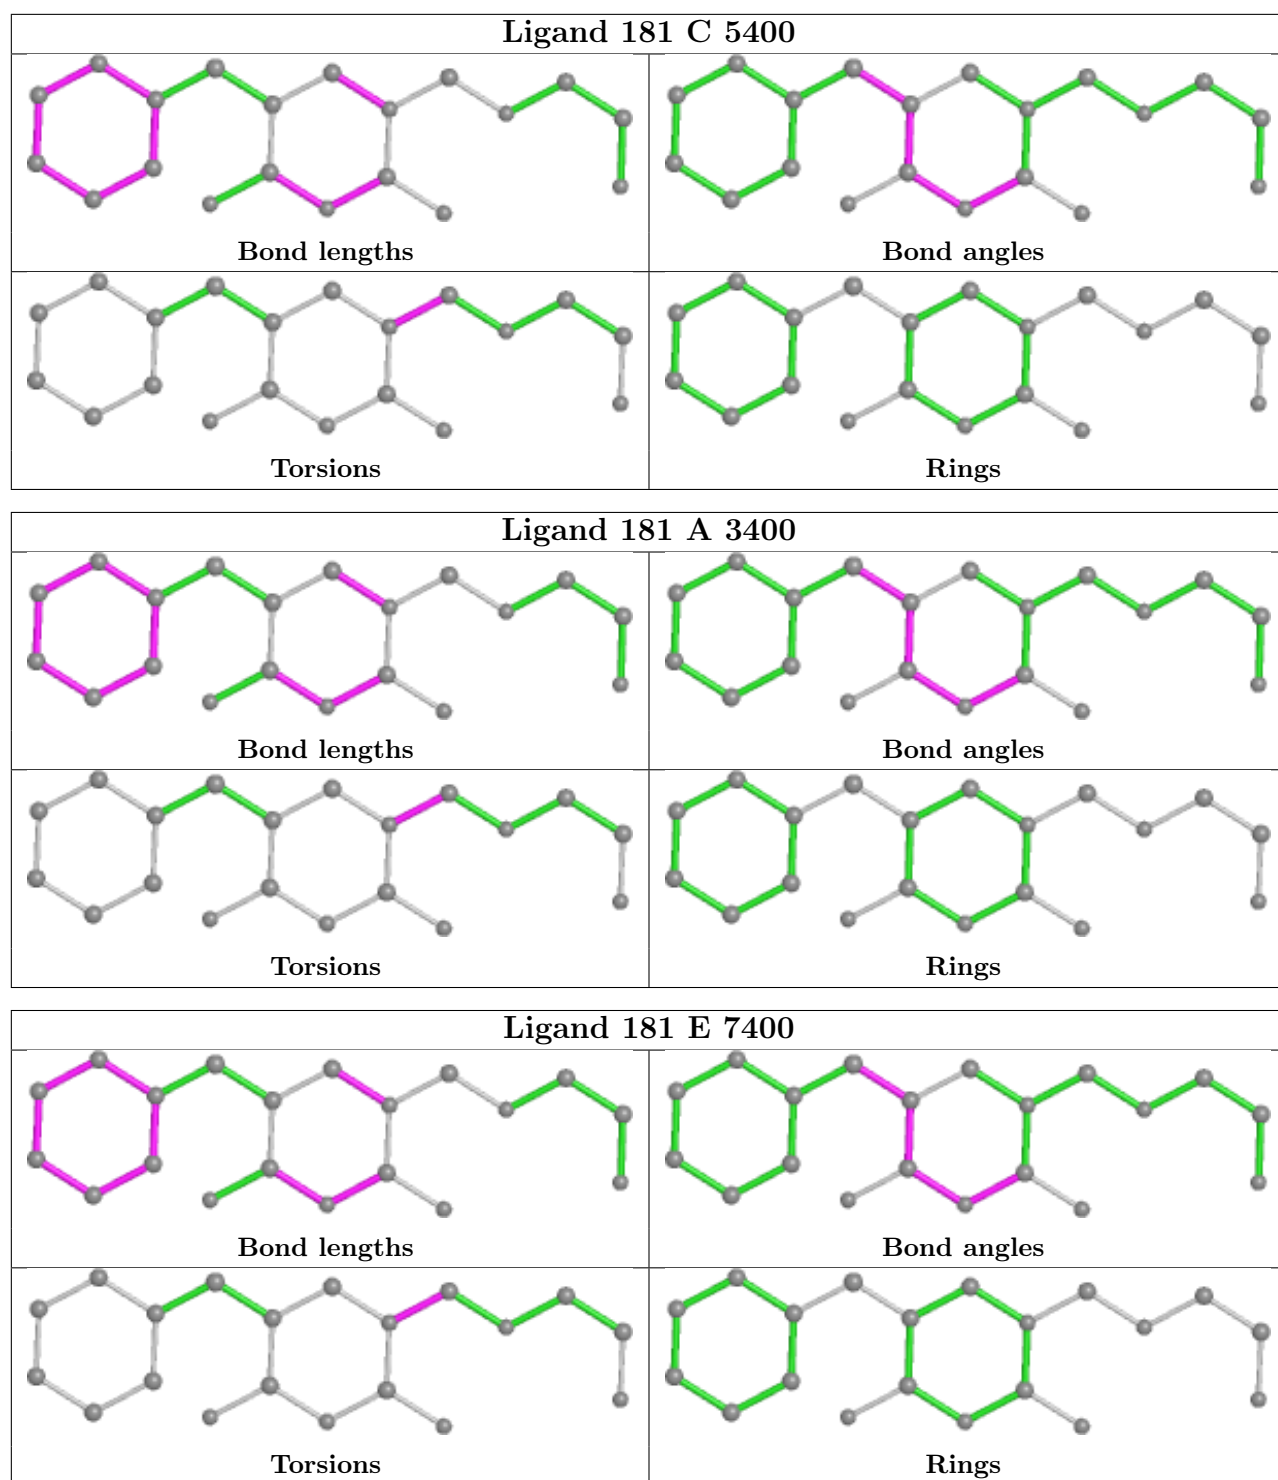 Ligand 181 C 5400
Bond lengths
Bond angles
Torsions
Rings
Ligand 181 A 3400
Bond lengths
Bond angles
Torsions
Rings
Ligand 181 E 7400
Bond lengths
Bond angles
Torsions
Rings